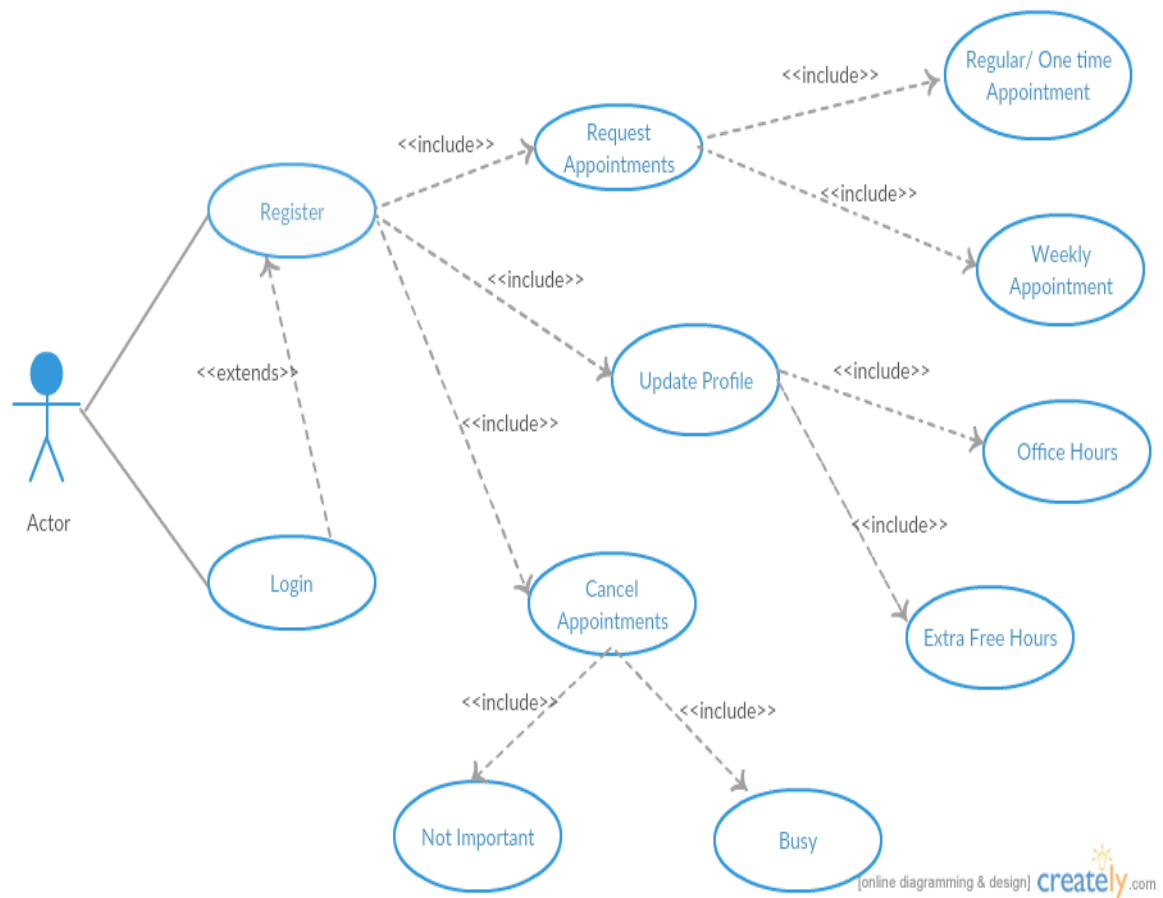 Regular/ One time
Appointment
<<include>>
Request
Appointments
<<include>>
<<include>>
Register
Weekly
Appointment
<<include>>
<<extends>>
Update Profile
<<include>>
<<include>>
Office Hours
Actor
<<include>>
Login
Cancel
Appointments
Extra Free Hours
<<include>>
<<include>>
Not Important
Busy
[online diagramming & design] creately.com